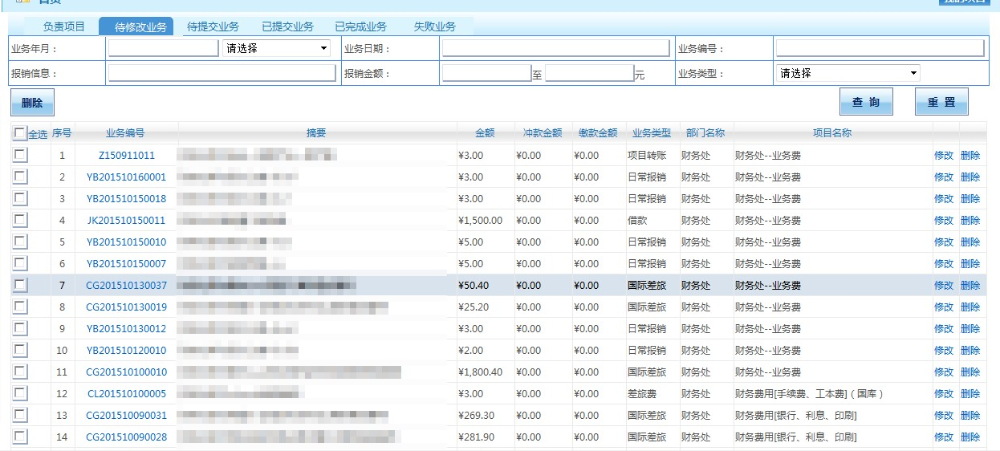 首页
我的项目
负责项目 待修改业务 待提交业务 已提交业务 已完成业务 失败业务
业务年月： 请选择 业务日期： 业务编号：
报销信息： 报销金额： 至 元 业务类型： 请选择
删除 查 询 重 置
全选 序号 业务编号 摘要 金额 冲款金额 缴款金额 业务类型 部门名称 项目名称
1 Z150911011 ¥3.00 ¥0.00 ¥0.00 项目转账 财务处 财务处--业务费 修改 删除
2 YB201510160001 ¥3.00 ¥0.00 ¥0.00 日常报销 财务处 财务处--业务费 修改 删除
3 YB201510150018 ¥3.00 ¥0.00 ¥0.00 日常报销 财务处 财务处--业务费 修改 删除
4 JK201510150011 ¥1,500.00 ¥0.00 ¥0.00 借款 财务处 财务处--业务费 修改 删除
5 YB201510150010 ¥5.00 ¥0.00 ¥0.00 日常报销 财务处 财务处--业务费 修改 删除
6 YB201510150007 ¥5.00 ¥0.00 ¥0.00 日常报销 财务处 财务处--业务费 修改 删除
7 CG201510130037 ¥50.40 ¥0.00 ¥0.00 国际差旅 财务处 财务处--业务费 修改 删除
8 CG201510130019 ¥25.20 ¥0.00 ¥0.00 国际差旅 财务处 财务处--业务费 修改 删除
9 YB201510130012 ¥3.00 ¥0.00 ¥0.00 日常报销 财务处 财务处--业务费 修改 删除
10 YB201510120010 ¥2.00 ¥0.00 ¥0.00 日常报销 财务处 财务处--业务费 修改 删除
11 CG201510100010 ¥1,800.40 ¥0.00 ¥0.00 国际差旅 财务处 财务处--业务费 修改 删除
12 CL201510100005 ¥3.00 ¥0.00 ¥0.00 差旅费 财务处 财务费用[手续费、工本费]（国库） 修改 删除
13 CG201510090031 ¥269.30 ¥0.00 ¥0.00 国际差旅 财务处 财务费用[银行、利息、印刷] 修改 删除
14 CG201510090028 ¥281.90 ¥0.00 ¥0.00 国际差旅 财务处 财务费用[银行、利息、印刷] 修改 删除